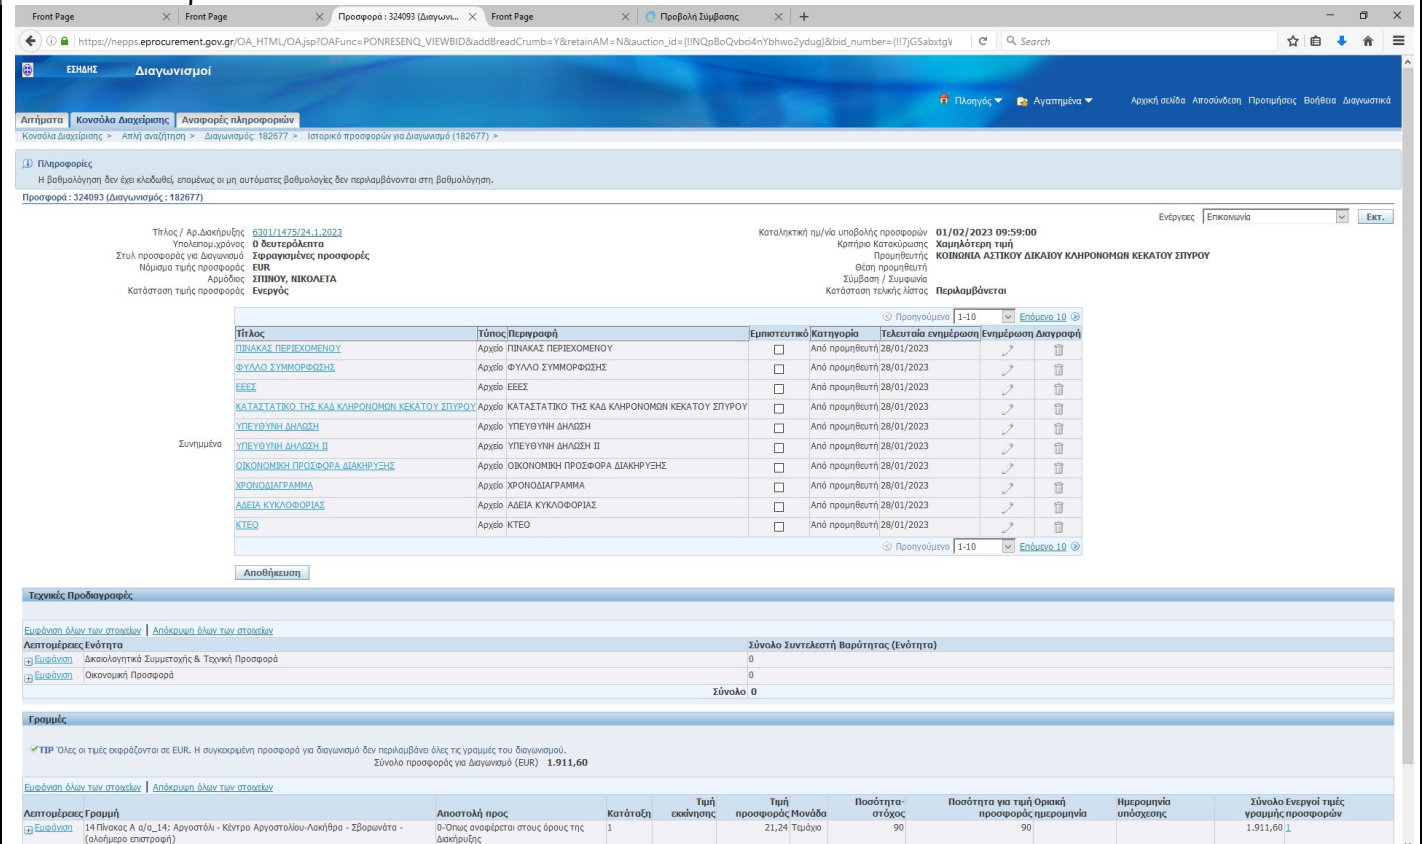 Front Page Front Page Προσφορά : 324093 (Διαγων... Front Page Προβολή Σύμβασης
https://nepps.eprocurement.gov.gr/OA_HTML/OA.jsp?OAFunc=PONRESENQ_VIEWBID&addBreadCrumb=Y&retainAM=N&auction_id={!!NQpBoQvbci4nYbhwo2ydug}&bid_number={!!7jG5abxtgV Search
ΕΣΗΔΗΣ Διαγωνισμοί
Πλοηγός Αγαπημένα Αρχική σελίδα Αποσύνδεση Προτιμήσεις Βοήθεια Διαγνωστικά
Αιτήματα Κονσόλα Διαχείρισης Αναφορές πληροφοριών
Κονσόλα Διαχείρισης > Απλή αναζήτηση > Διαγωνισμός: 182677 > Ιστορικό προσφορών για Διαγωνισμό (182677) >
Πληροφορίες
Η βαθμολόγηση δεν έχει κλειδωθεί, επομένως οι μη αυτόματες βαθμολογίες δεν περιλαμβάνονται στη βαθμολόγηση.
Προσφορά : 324093 (Διαγωνισμός : 182677)
Ενέργειες Επικοινωνία Εκτ.
Τίτλος / Αρ.Διακήρυξης 6301/1475/24.1.2023
Υπολειπομ.χρόνος 0 δευτερόλεπτα
Στυλ προσφοράς για Διαγωνισμό Σφραγισμένες προσφορές
Νόμισμα τιμής προσφοράς EUR
Αρμόδιος ΣΠΙΝΟΥ, ΝΙΚΟΛΕΤΑ
Κατάσταση τιμής προσφοράς Ενεργός
Καταληκτική ημ/νία υποβολής προσφορών 01/02/2023 09:59:00
Κριτήριο Κατακύρωσης Χαμηλότερη τιμή
Προμηθευτής ΚΟΙΝΩΝΙΑ ΑΣΤΙΚΟΥ ΔΙΚΑΙΟΥ ΚΛΗΡΟΝΟΜΩΝ ΚΕΚΑΤΟΥ ΣΠΥΡΟΥ
Θέση προμηθευτή
Σύμβαση / Συμφωνία
Κατάσταση τελικής λίστας Περιλαμβάνεται
Προηγούμενο 1-10 Επόμενο 10
Τίτλος Τύπος Περιγραφή Εμπιστευτικό Κατηγορία Τελευταία ενημέρωση Ενημέρωση Διαγραφή
ΠΙΝΑΚΑΣ ΠΕΡΙΕΧΟΜΕΝΟΥ Αρχείο ΠΙΝΑΚΑΣ ΠΕΡΙΕΧΟΜΕΝΟΥ Από προμηθευτή 28/01/2023
ΦΥΛΛΟ ΣΥΜΜΟΡΦΩΣΗΣ Αρχείο ΦΥΛΛΟ ΣΥΜΜΟΡΦΩΣΗΣ Από προμηθευτή 28/01/2023
ΕΕΕΣ Αρχείο ΕΕΕΣ Από προμηθευτή 28/01/2023
ΚΑΤΑΣΤΑΤΙΚΟ ΤΗΣ ΚΑΔ ΚΛΗΡΟΝΟΜΩΝ ΚΕΚΑΤΟΥ ΣΠΥΡΟΥ Αρχείο ΚΑΤΑΣΤΑΤΙΚΟ ΤΗΣ ΚΑΔ ΚΛΗΡΟΝΟΜΩΝ ΚΕΚΑΤΟΥ ΣΠΥΡΟΥ Από προμηθευτή 28/01/2023
ΥΠΕΥΘΥΝΗ ΔΗΛΩΣΗ Αρχείο ΥΠΕΥΘΥΝΗ ΔΗΛΩΣΗ Από προμηθευτή 28/01/2023
Συνημμένα ΥΠΕΥΘΥΝΗ ΔΗΛΩΣΗ ΙΙ Αρχείο ΥΠΕΥΘΥΝΗ ΔΗΛΩΣΗ ΙΙ Από προμηθευτή 28/01/2023
ΟΙΚΟΝΟΜΙΚΗ ΠΡΟΣΦΟΡΑ ΔΙΑΚΗΡΥΞΗΣ Αρχείο ΟΙΚΟΝΟΜΙΚΗ ΠΡΟΣΦΟΡΑ ΔΙΑΚΗΡΥΞΗΣ Από προμηθευτή 28/01/2023
ΧΡΟΝΟΔΙΑΓΡΑΜΜΑ Αρχείο ΧΡΟΝΟΔΙΑΓΡΑΜΜΑ Από προμηθευτή 28/01/2023
ΑΔΕΙΑ ΚΥΚΛΟΦΟΡΙΑΣ Αρχείο ΑΔΕΙΑ ΚΥΚΛΟΦΟΡΙΑΣ Από προμηθευτή 28/01/2023
ΚΤΕΟ Αρχείο ΚΤΕΟ Από προμηθευτή 28/01/2023
Προηγούμενο 1-10 Επόμενο 10
Αποθήκευση
Τεχνικές Προδιαγραφές
Εμφάνιση όλων των στοιχείων | Απόκρυψη όλων των στοιχείων
Λεπτομέρειες Ενότητα Σύνολο Συντελεστή Βαρύτητας (Ενότητα)
Εμφάνιση Δικαιολογητικά Συμμετοχής & Τεχνική Προσφορά 0
Εμφάνιση Οικονομική Προσφορά 0
Σύνολο 0
Γραμμές
TIP Όλες οι τιμές εκφράζονται σε EUR. Η συγκεκριμένη προσφορά για διαγωνισμό δεν περιλαμβάνει όλες τις γραμμές του διαγωνισμού.
Σύνολο προσφοράς για Διαγωνισμό (EUR) 1.911,60
Εμφάνιση όλων των στοιχείων | Απόκρυψη όλων των στοιχείων
Τιμή Τιμή Ποσότητα- Ποσότητα για τιμή Οριακή Ημερομηνία Σύνολο Ενεργοί τιμές
Λεπτομέρειες Γραμμή Αποστολή προς Κατάταξη εκκίνησης προσφοράς Μονάδα στόχος προσφοράς ημερομηνία υπόσχεσης γραμμής προσφορών
Εμφάνιση 14 Πίνακας Α α/α_14: Αργοστόλι - Κέντρο Αργοστολίου-Λακήθρα - Σβορωνάτα - 0-Όπως αναφέρεται στους όρους της 1 21,24 Τεμάχιο 90 90 1.911,60 1
(ολοήμερο επιστροφή) Διακήρυξης